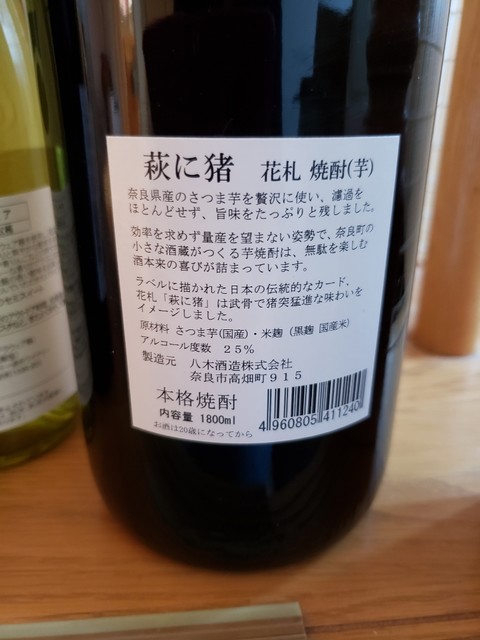 萩に猪 花札 焼酎(芋)
奈良県産のさつま芋を贅沢に使い、濾過を
ほとんどせず、旨味をたっぷりと残しました。
効率を求めず量産を望まない姿勢で、奈良町の
小さな酒蔵がつくる芋焼酎は、無駄を楽しむ
酒本来の喜びが詰まっています。
ラベルに描かれた日本の伝統的なカード、
花札「萩に猪」は武骨で猪突猛進な味わいを
イメージしました。
原材料 さつま芋(国産)・米麹(黒麹 国産米)
アルコール度数 25%
製造元 八木酒造株式会社
奈良市高畑町915
本格焼酎
内容量 1800ml
お酒は20歳になってから
4 960805 411240